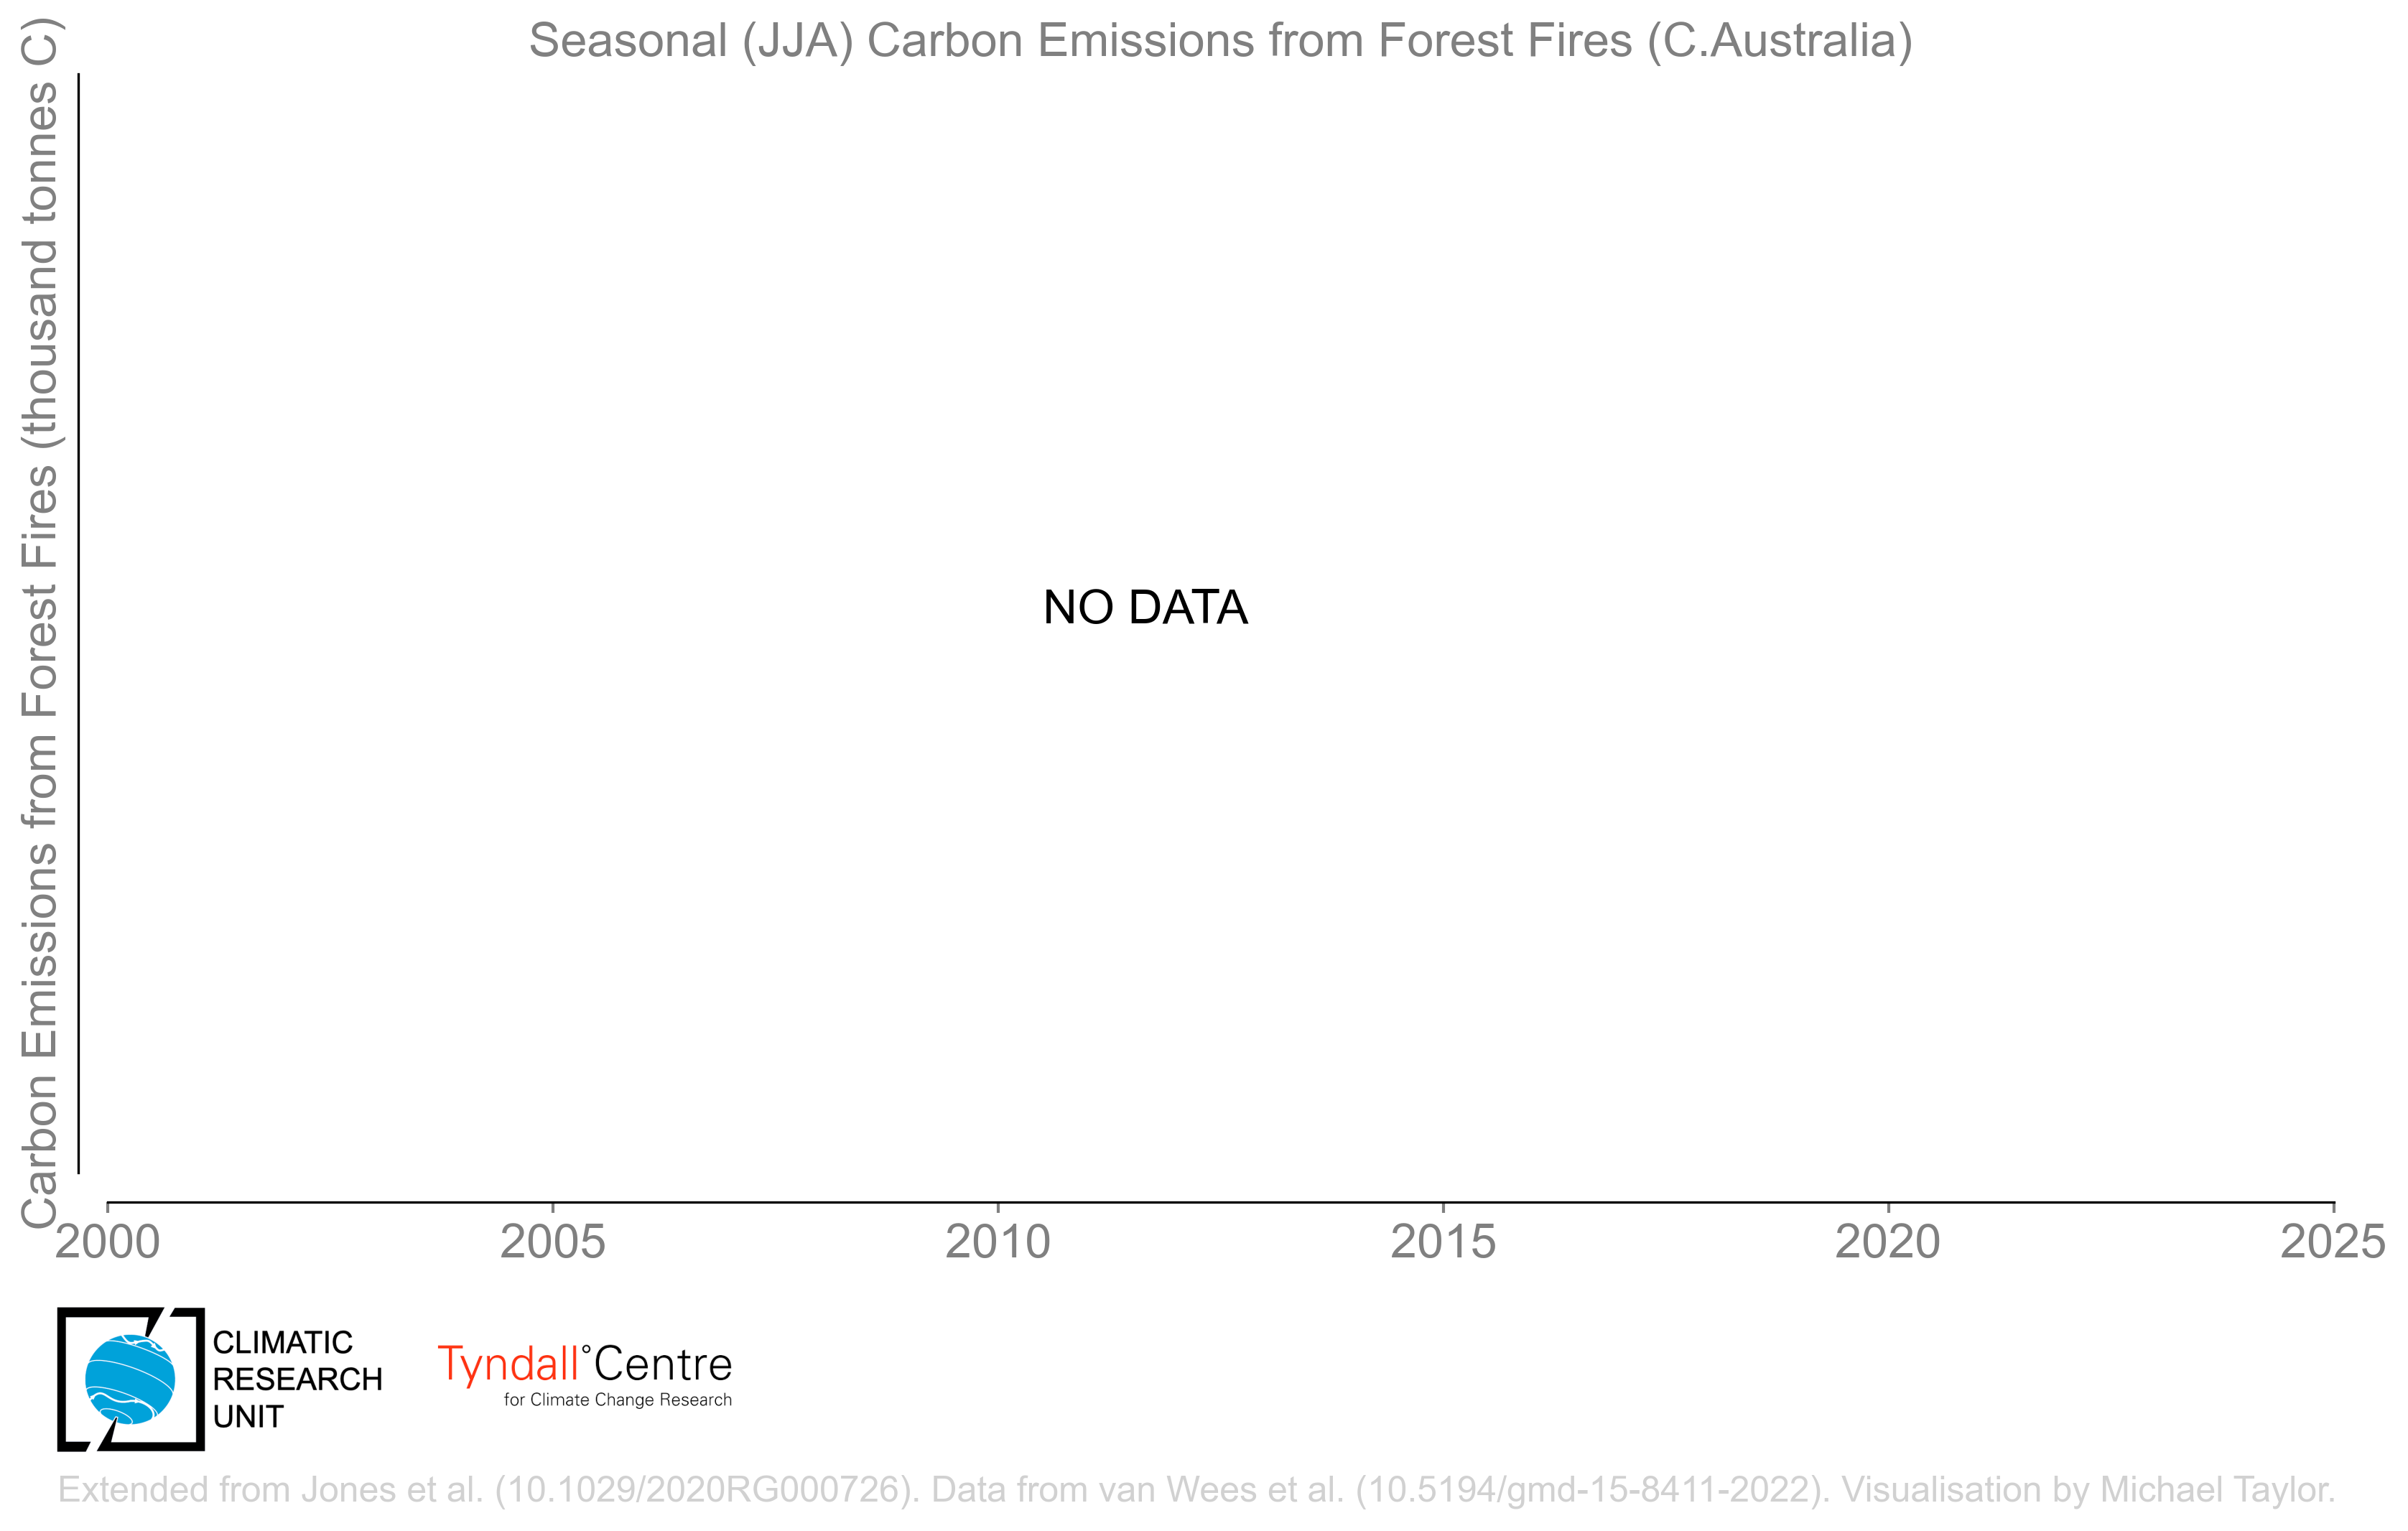 Seasonal (JJA) Carbon Emissions from Forest Fires (C.Australia)
Carbon Emissions from Forest Fires (thousand tonnes C)
NO DATA
2000 2005 2010 2015 2020 2025
CLIMATIC
RESEARCH
UNIT
Tyndall°Centre
for Climate Change Research
Extended from Jones et al. (10.1029/2020RG000726). Data from van Wees et al. (10.5194/gmd-15-8411-2022). Visualisation by Michael Taylor.